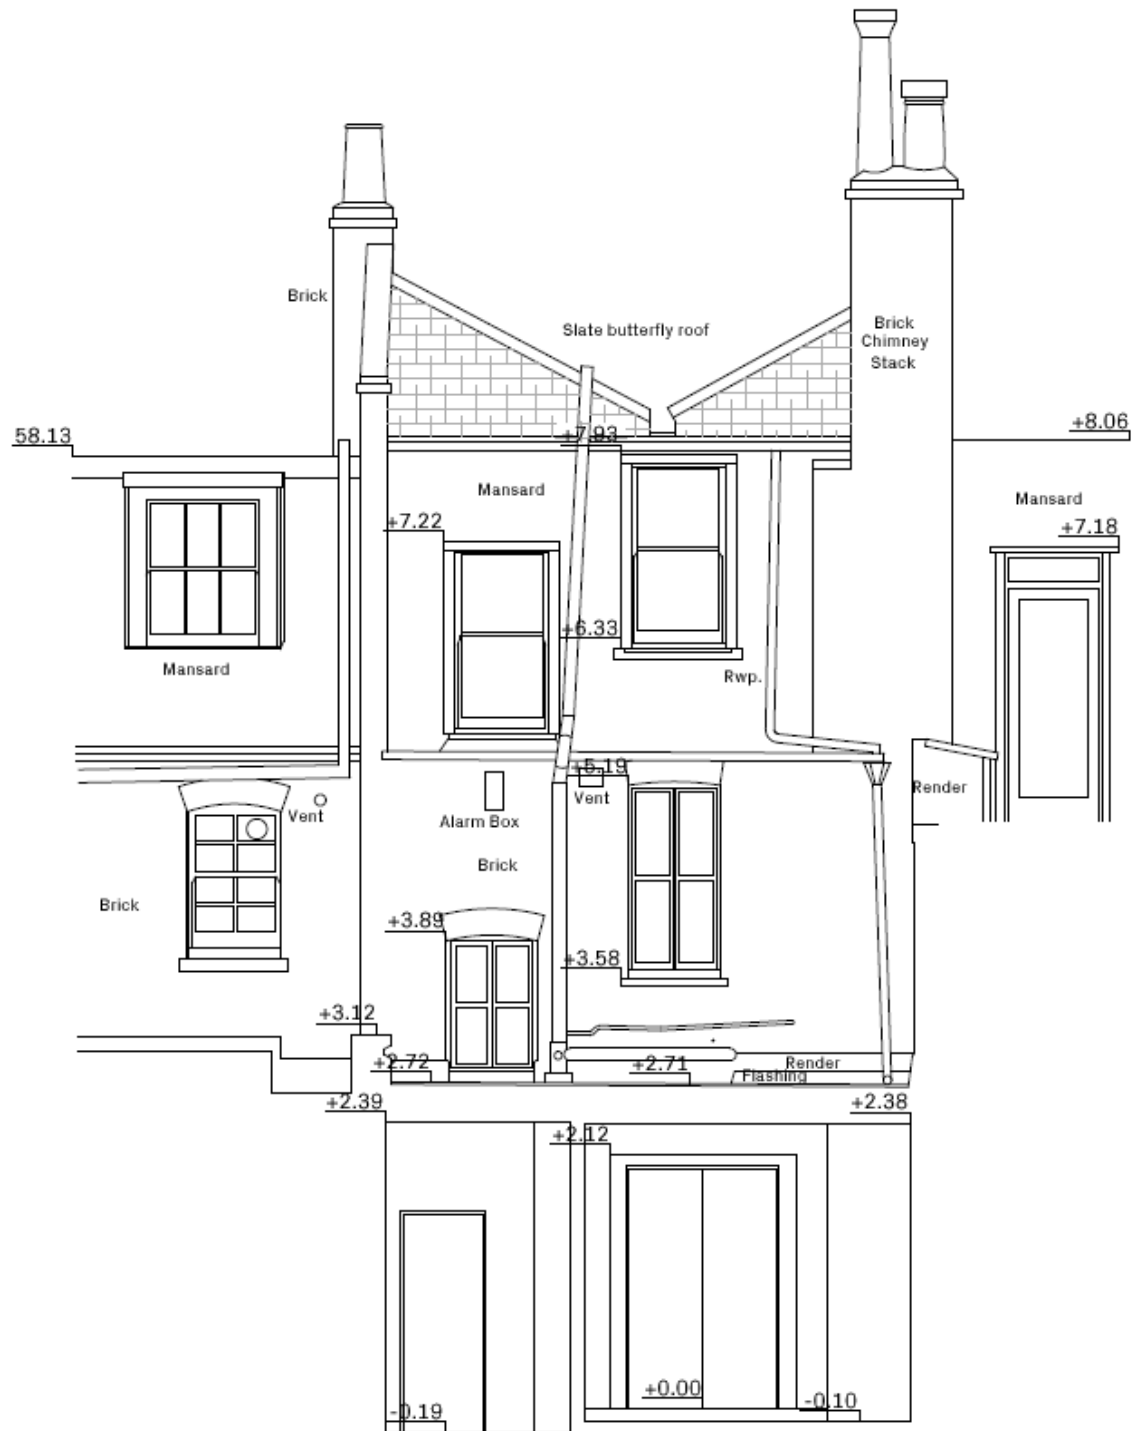 Brick
Slate butterfly roof
Brick
Chimney
Stack
58.13
+7.93
+8.06
Mansard
Mansard
+7.22
+7.18
+6.33
Mansard
Rwp.
+5.19
Vent
Render
Vent
Alarm Box
Brick
Brick
+3.89
+3.58
+3.12
+2.72
+2.71
Render
Flashing
+2.39
+2.38
+2.12
+0.00
-0.10
-0.19